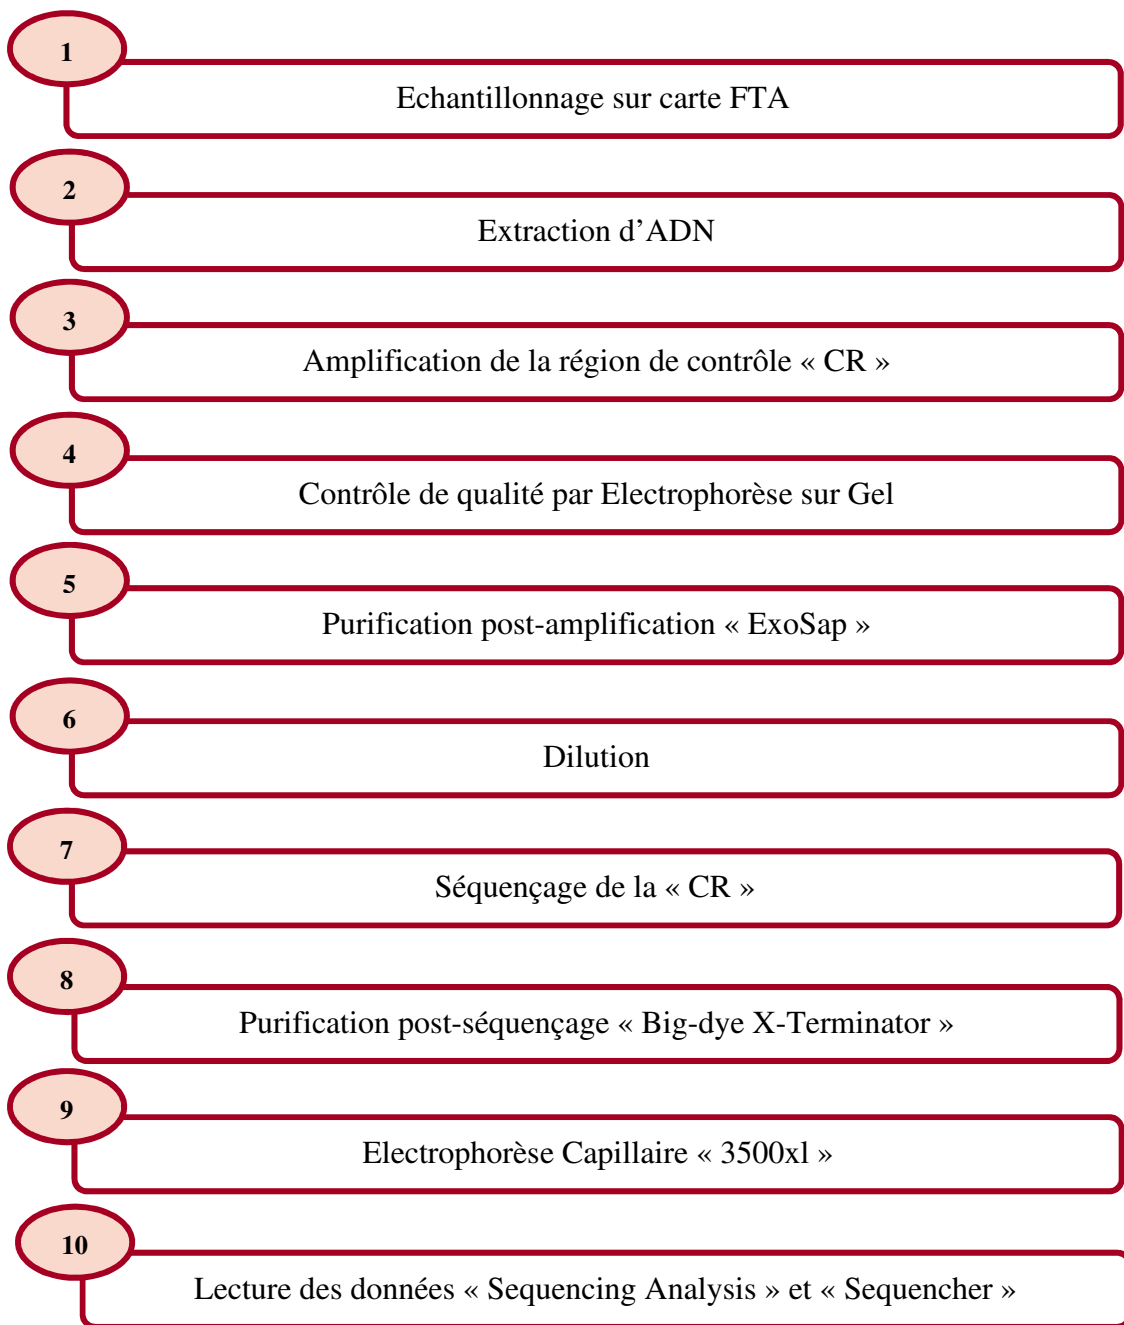 1
Echantillonnage sur carte FTA
2
Extraction d’ADN
3
Amplification de la région de contrôle « CR »
4
Contrôle de qualité par Electrophorèse sur Gel
5
Purification post-amplification « ExoSap »
6
Dilution
7
Séquençage de la « CR »
8
Purification post-séquençage « Big-dye X-Terminator »
9
Electrophorèse Capillaire « 3500xl »
10
Lecture des données « Sequencing Analysis » et « Sequencher »